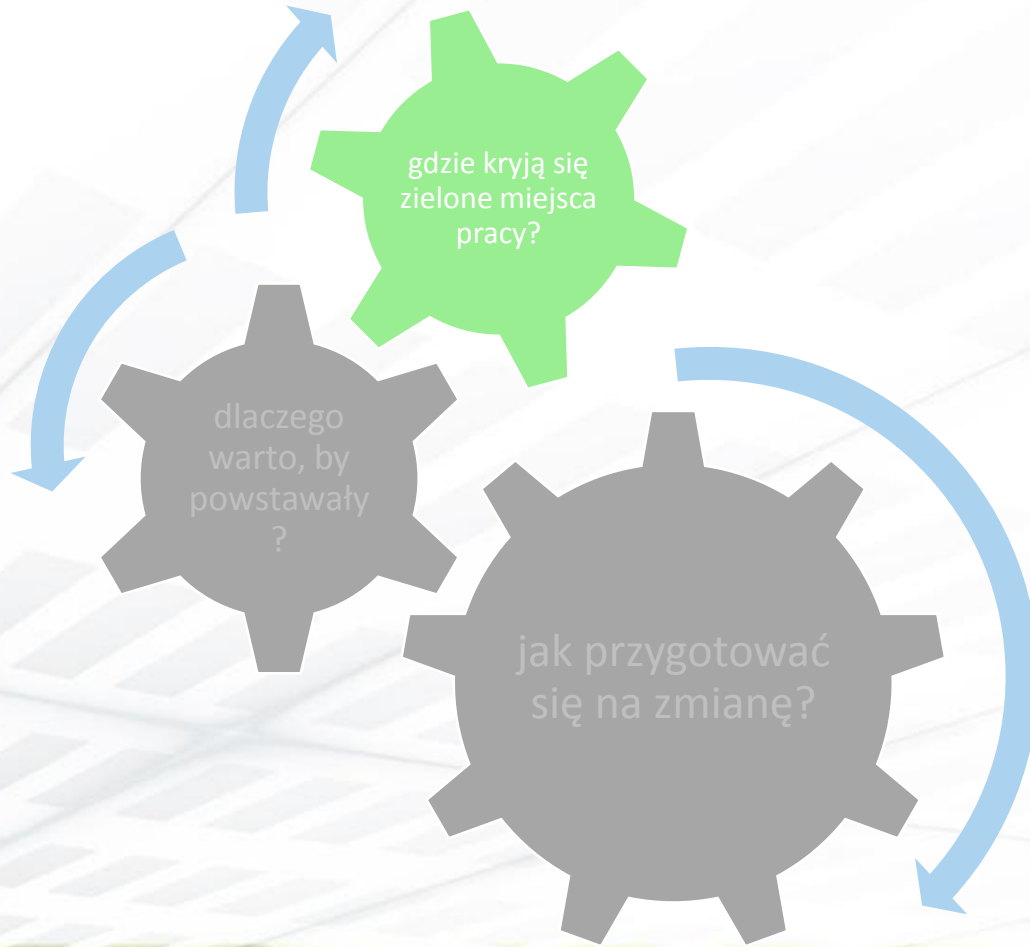 gdzie kryją się
zielone miejsca
pracy?
dlaczego
warto, by
powstawały
?
jak przygotować
się na zmianę?